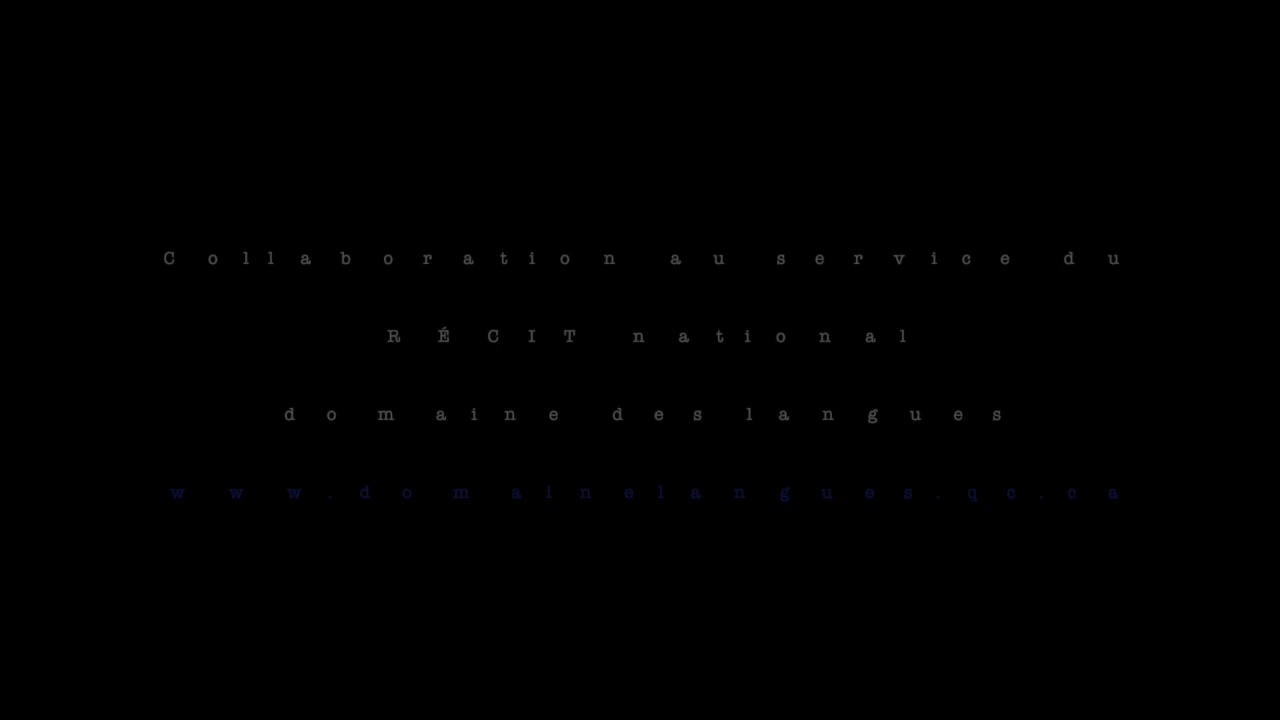 Collaboration au service du
RÉCIT national
domaine des langues
www.domainelangues.qc.ca